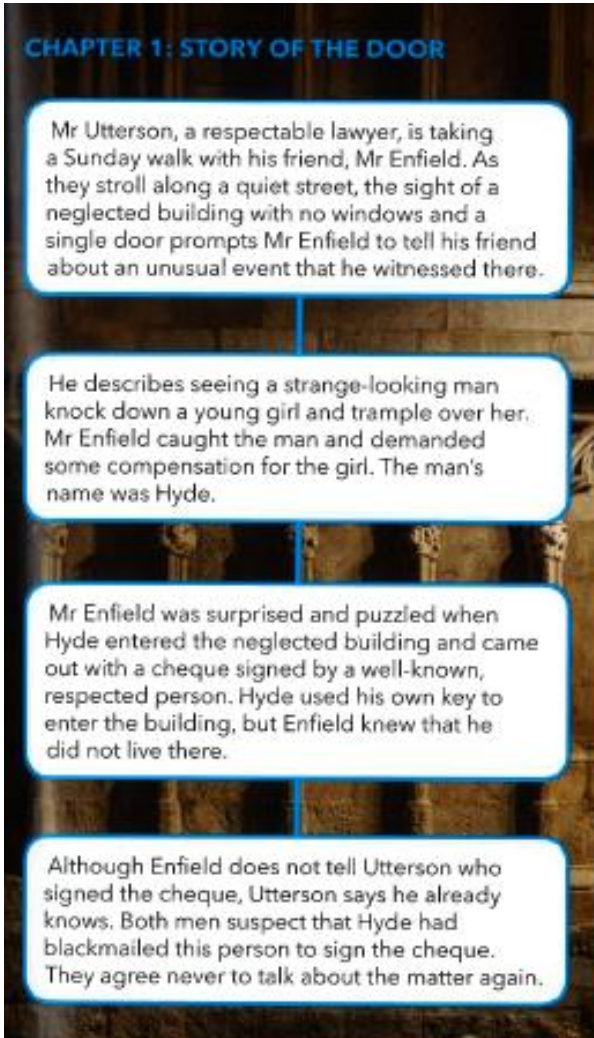 CHAPTER 1: STORY OF THE DOOR
Mr Utterson, a respectable lawyer, is taking
a Sunday walk with his friend, Mr Enfield. As
they stroll along a quiet street, the sight of a
neglected building with no windows and a
single door prompts Mr Enfield to tell his friend
about an unusual event that he witnessed there.
He describes seeing a strange-looking man
knock down a young girl and trample over her.
Mr Enfield caught the man and demanded
some compensation for the girl. The man's
name was Hyde.
Mr Enfield was surprised and puzzled when
Hyde entered the neglected building and came
out with a cheque signed by a well-known,
respected person. Hyde used his own key to
enter the building, but Enfield knew that he
did not live there.
Although Enfield does not tell Utterson who
signed the cheque, Utterson says he already
knows. Both men suspect that Hyde had
blackmailed this person to sign the cheque.
They agree never to talk about the matter again.